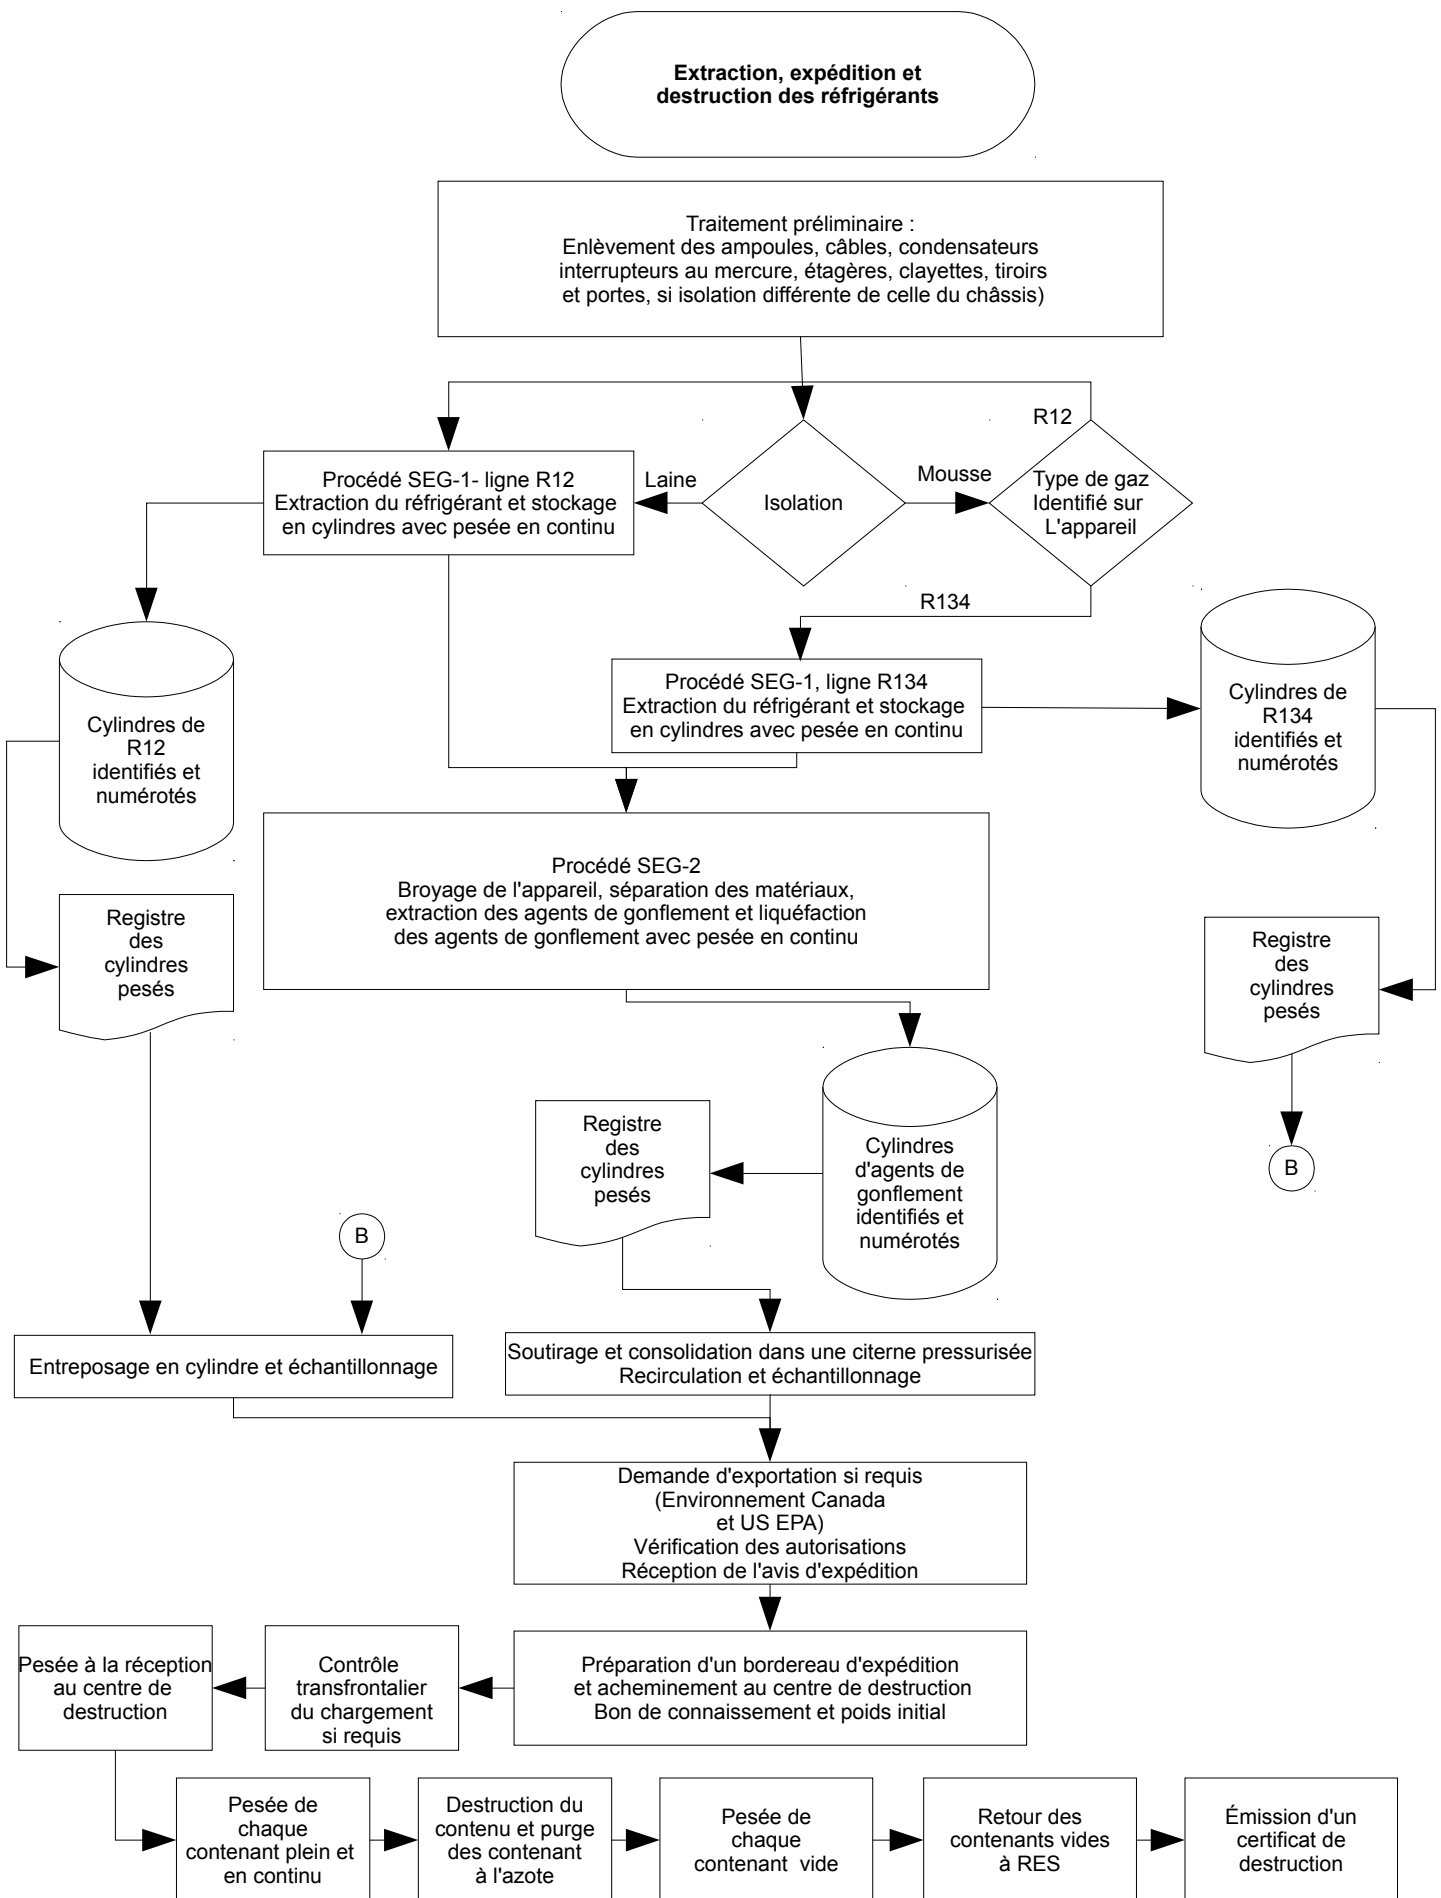 Extraction, expédition et
destruction des réfrigérants
Traitement préliminaire :
Enlèvement des ampoules, câbles, condensateurs
interrupteurs au mercure, étagères, clayettes, tiroirs
et portes, si isolation différente de celle du châssis)
R12
Procédé SEG-1- ligne R12
Extraction du réfrigérant et stockage
en cylindres avec pesée en continu
Laine
Isolation
Mousse
Type de gaz
Identifié sur
L'appareil
R134
Procédé SEG-1, ligne R134
Extraction du réfrigérant et stockage
en cylindres avec pesée en continu
Cylindres de
R134
identifiés et
numérotés
Cylindres de
R12
identifiés et
numérotés
Procédé SEG-2
Broyage de l'appareil, séparation des matériaux,
extraction des agents de gonflement et liquéfaction
des agents de gonflement avec pesée en continu
Registre
des
cylindres
pesés
Registre
des
cylindres
pesés
Registre
des
cylindres
pesés
Cylindres
d'agents de
gonflement
identifiés et
numérotés
B
B
Entreposage en cylindre et échantillonnage
Soutirage et consolidation dans une citerne pressurisée
Recirculation et échantillonnage
Demande d'exportation si requis
(Environnement Canada
et US EPA)
Vérification des autorisations
Réception de l'avis d'expédition
Pesée à la réception
au centre de
destruction
Contrôle
transfrontalier
du chargement
si requis
Préparation d'un bordereau d'expédition
et acheminement au centre de destruction
Bon de connaissement et poids initial
Pesée de
chaque
contenant plein et
en continu
Destruction du
contenu et purge
des contenant
à l'azote
Pesée de
chaque
contenant vide
Retour des
contenants vides
à RES
Émission d'un
certificat de
destruction